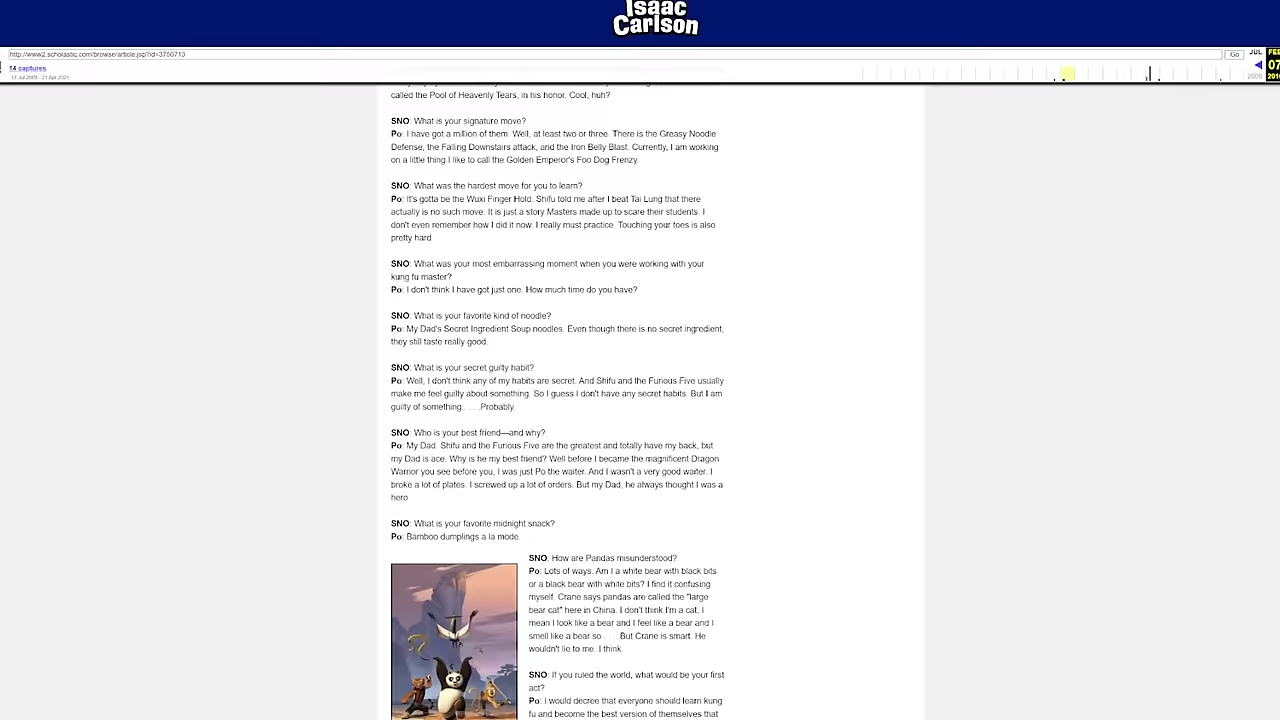 Isaac
Carlson
http://www2.scholastic.com/browse/article.jsp?id=3750713
Go
JUL
FEB
14 captures
07
17 Jul 2009 - 21 Apr 2021
2009
called the Pool of Heavenly Tears, in his honor. Cool, huh?
SNO: What is your signature move?
Po: I have got a million of them. Well, at least two or three. There is the Greasy Noodle
Defense, the Falling Downstairs attack, and the Iron Belly Blast. Currently, I am working
on a little thing I like to call the Golden Emperor's Foo Dog Frenzy.
SNO: What was the hardest move for you to learn?
Po: It's gotta be the Wuxi Finger Hold. Shifu told me after I beat Tai Lung that there
actually is no such move. It is just a story Masters made up to scare their students. I
don't even remember how I did it now. I really must practice. Touching your toes is also
pretty hard
SNO: What was your most embarrassing moment when you were working with your
kung fu master?
Po: I don't think I have got just one. How much time do you have?
SNO: What is your favorite kind of noodle?
Po: My Dad's Secret Ingredient Soup noodles. Even though there is no secret ingredient,
they still taste really good.
SNO: What is your secret guilty habit?
Po: Well, I don't think any of my habits are secret. And Shifu and the Furious Five usually
make me feel guilty about something. So I guess I don't have any secret habits. But I am
guilty of something . . . .Probably.
SNO: Who is your best friend—and why?
Po: My Dad. Shifu and the Furious Five are the greatest and totally have my back, but
my Dad is ace. Why is he my best friend? Well before I became the magnificent Dragon
Warrior you see before you, I was just Po the waiter. And I wasn't a very good waiter. I
broke a lot of plates. I screwed up a lot of orders. But my Dad, he always thought I was a
hero
SNO: What is your favorite midnight snack?
Po: Bamboo dumplings a la mode.
SNO: How are Pandas misunderstood?
Po: Lots of ways. Am I a white bear with black bits
or a black bear with white bits? I find it confusing
myself. Crane says pandas are called the "large
bear cat" here in China. I don't think I'm a cat, I
mean I look like a bear and I feel like a bear and I
smell like a bear so . . . .But Crane is smart. He
wouldn't lie to me. I think.
SNO: If you ruled the world, what would be your first
act?
Po: I would decree that everyone should learn kung
fu and become the best version of themselves that